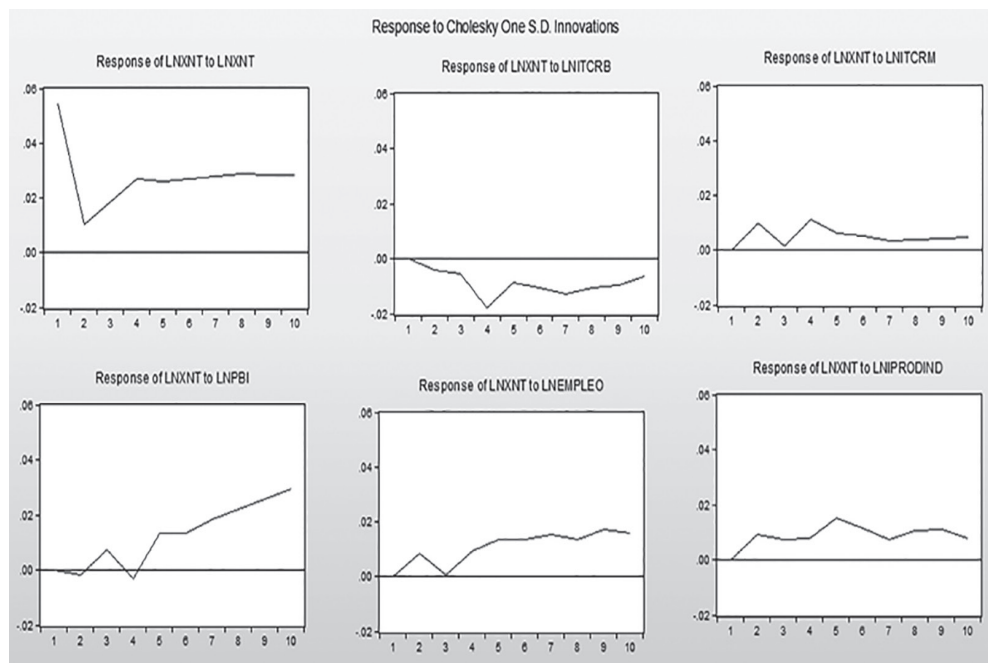 Response to Cholesky One S.D. Innovations
Response of LNXNT to LNXNT
.06
.04
.02
.00
-.02
1 2 3 4 5 6 7 8 9 10
Response of LNXNT to LNITCRB
.06
.04
.02
.00
-.02
1 2 3 4 5 6 7 8 9 10
Response of LNXNT to LNITCRM
.06
.04
.02
.00
-.02
1 2 3 4 5 6 7 8 9 10
Response of LNXNT to LNPBI
.06
.04
.02
.00
-.02
1 2 3 4 5 6 7 8 9 10
Response of LNXNT to LNEMPLEO
.06
.04
.02
.00
-.02
1 2 3 4 5 6 7 8 9 10
Response of LNXNT to LNIPRODIND
.06
.04
.02
.00
-.02
1 2 3 4 5 6 7 8 9 10